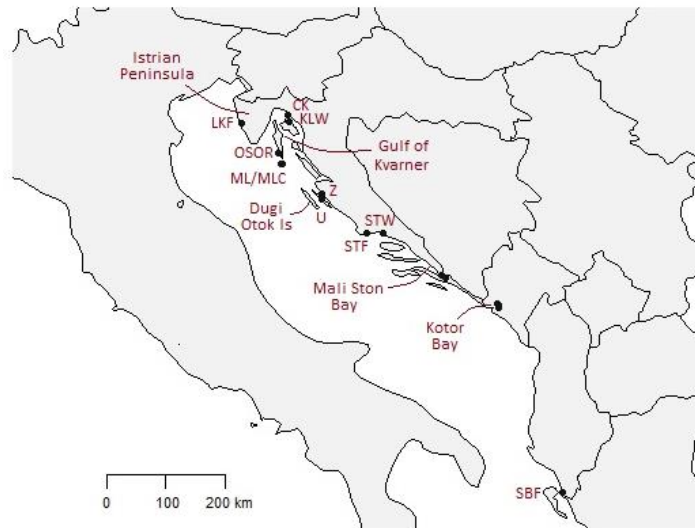 Istrian
Peninsula
CK
KLW
LKF
Gulf of
Kvarner
OSOR
ML/MLC
Z
Dugi
Otok Is
U
STW
STF
Mali Ston
Bay
Kotor
Bay
SBF
0 100 200 km